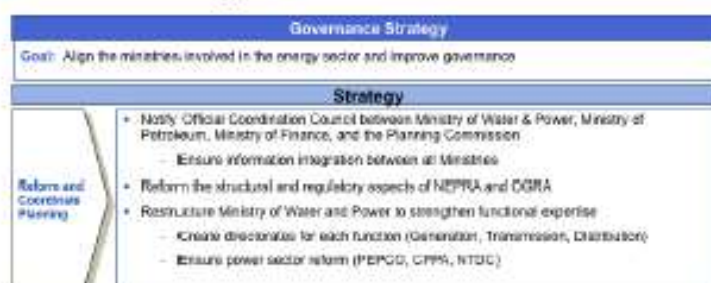 Governance Strategy
Goal: Align the ministries involved in the energy sector and improve governance
Strategy
• Notify Official Coordination Council between Ministry of Water & Power, Ministry of
Petroleum, Ministry of Finance, and the Planning Commission
– Ensure information integration between all Ministries
Reform and
Coordinate
Planning
• Reform the structural and regulatory aspects of NEPRA and OGRA
• Restructure Ministry of Water and Power to strengthen functional expertise
– Create directorates for each function (Generation, Transmission, Distribution)
– Ensure power sector reform (PEPCO, CPPA, NTDC)